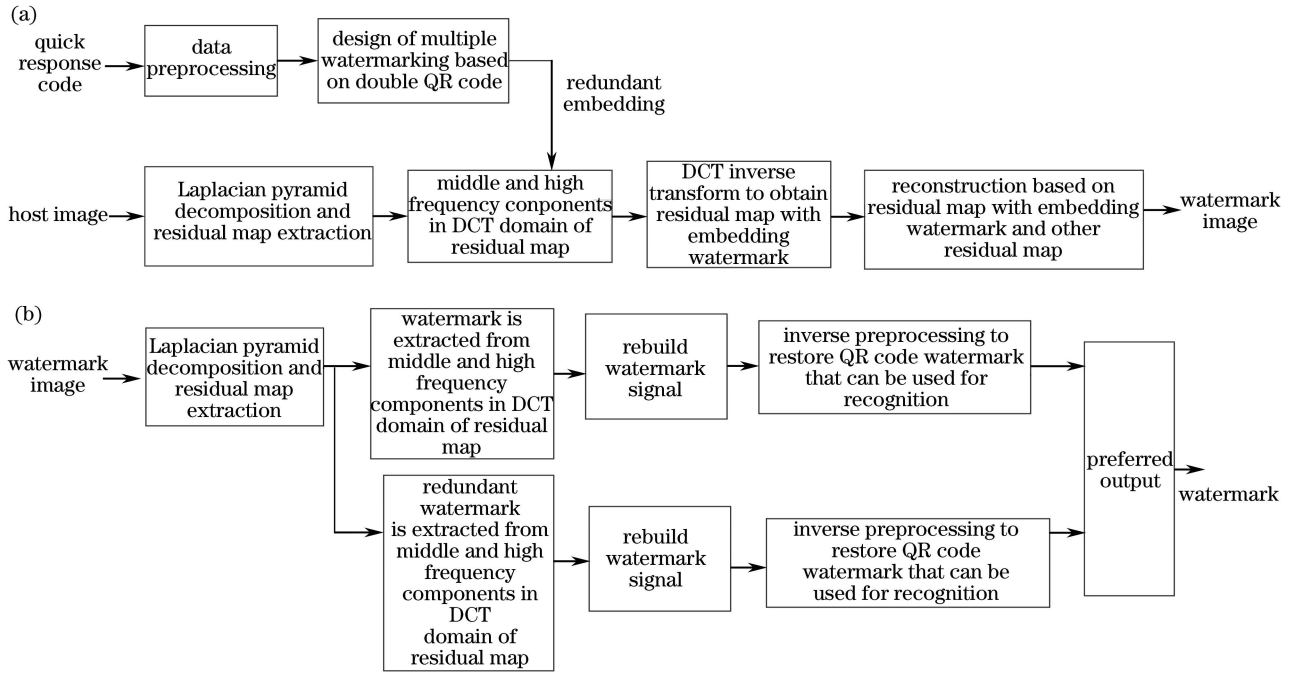 (a)
quick
response
code
data
preprocessing
design of multiple
watermarking based
on double QR code
redundant
embedding
host image
Laplacian pyramid
decomposition and
residual map extraction
middle and high
frequency components
in DCT domain of
residual map
DCT inverse
transform to obtain
residual map with
embedding
watermark
reconstruction based on
residual map with embedding
watermark and other
residual map
watermark
image
(b)
watermark
image
Laplacian pyramid
decomposition and
residual map
extraction
watermark is
extracted from
middle and high
frequency
components in DCT
domain of residual
map
rebuild
watermark
signal
inverse preprocessing to
restore QR code watermark
that can be used for
recognition
redundant
watermark
is extracted from
middle and high
frequency
components in
DCT
domain of
residual map
rebuild
watermark
signal
inverse preprocessing to
restore QR code
watermark that can be
used for recognition
preferred
output
watermark